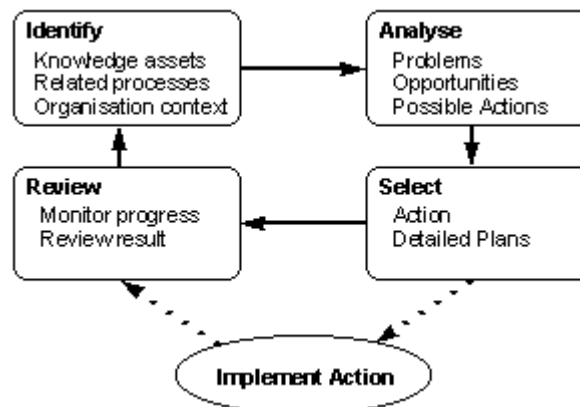 Identify
Knowledge assets
Related processes
Organisation context
Analyse
Problems
Opportunities
Possible Actions
Review
Monitor progress
Review result
Select
Action
Detailed Plans
Implement Action